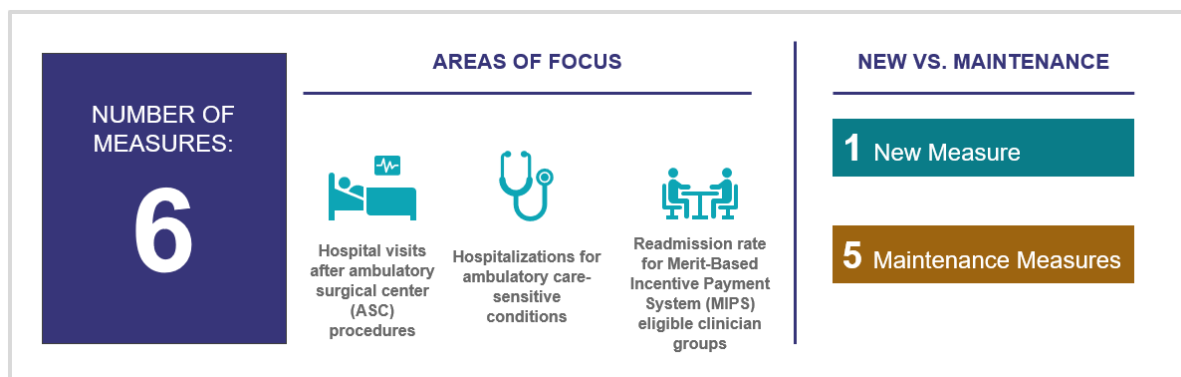 NUMBER OF
MEASURES:
6
AREAS OF FOCUS
Hospital visits
after ambulatory
surgical center
(ASC)
procedures
Hospitalizations for
ambulatory care-
sensitive
conditions
Readmission rate
for Merit-Based
Incentive Payment
System (MIPS)
eligible clinician
groups
NEW VS. MAINTENANCE
1 New Measure
5 Maintenance Measures